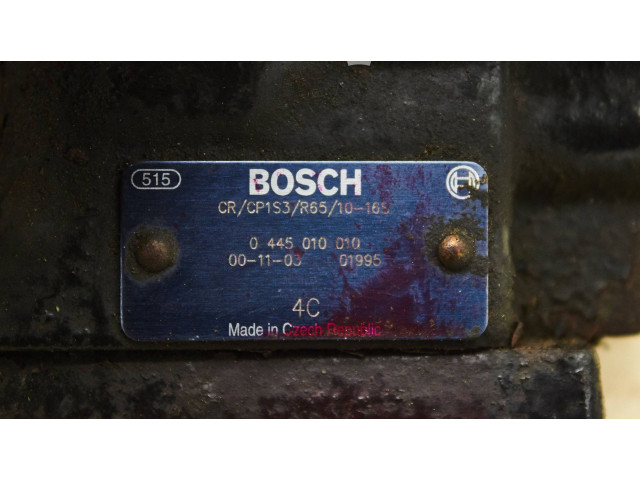 515
BOSCH
CR/CP1S3/R65/10-16S
0 445 010 010
00-11-03 01995
4C
Made in Czech Republic